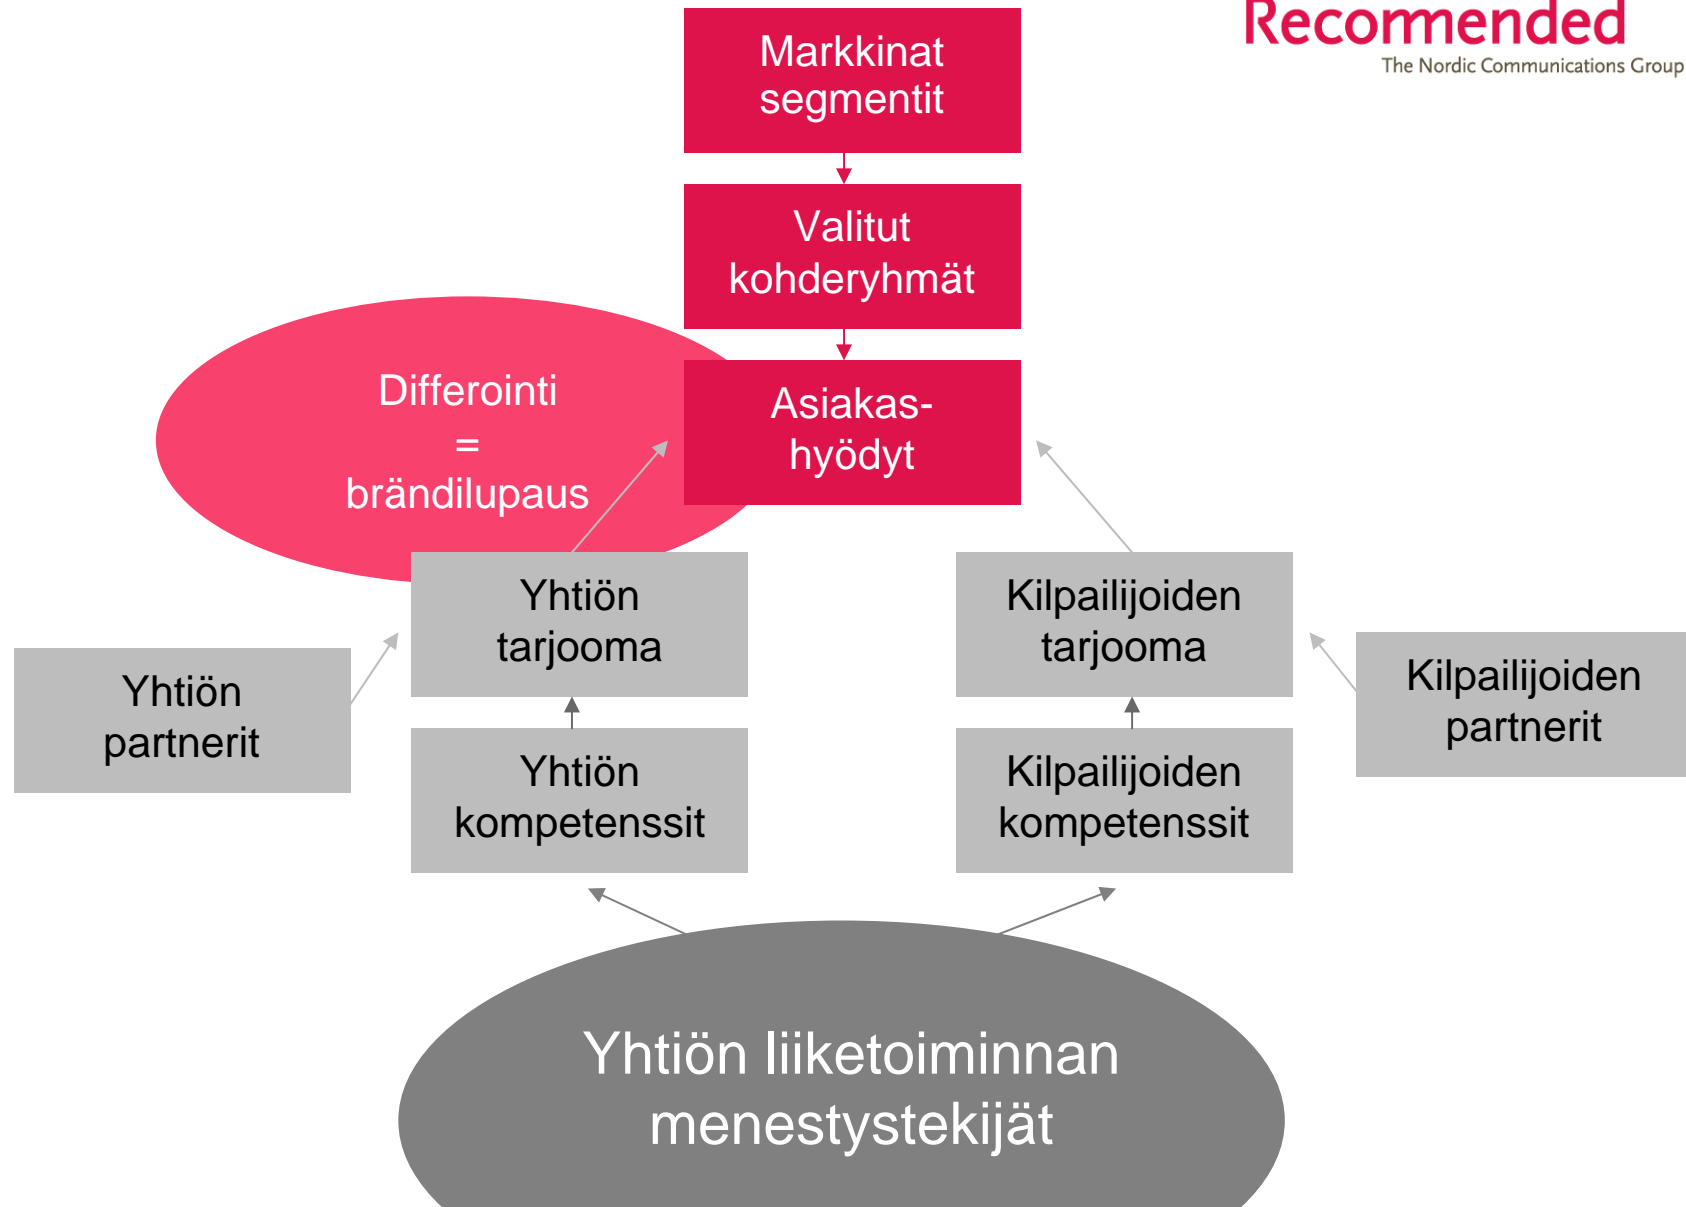 Recommended
The Nordic Communications Group
Markkinat
segmentit
Valitut
kohderyhmät
Differointi
=
brändilupaus
Asiakas-
hyödyt
Yhtiön
tarjooma
Kilpailijoiden
tarjooma
Yhtiön
partnerit
Kilpailijoiden
partnerit
Yhtiön
kompetenssit
Kilpailijoiden
kompetenssit
Yhtiön liiketoiminnan
menestystekijät